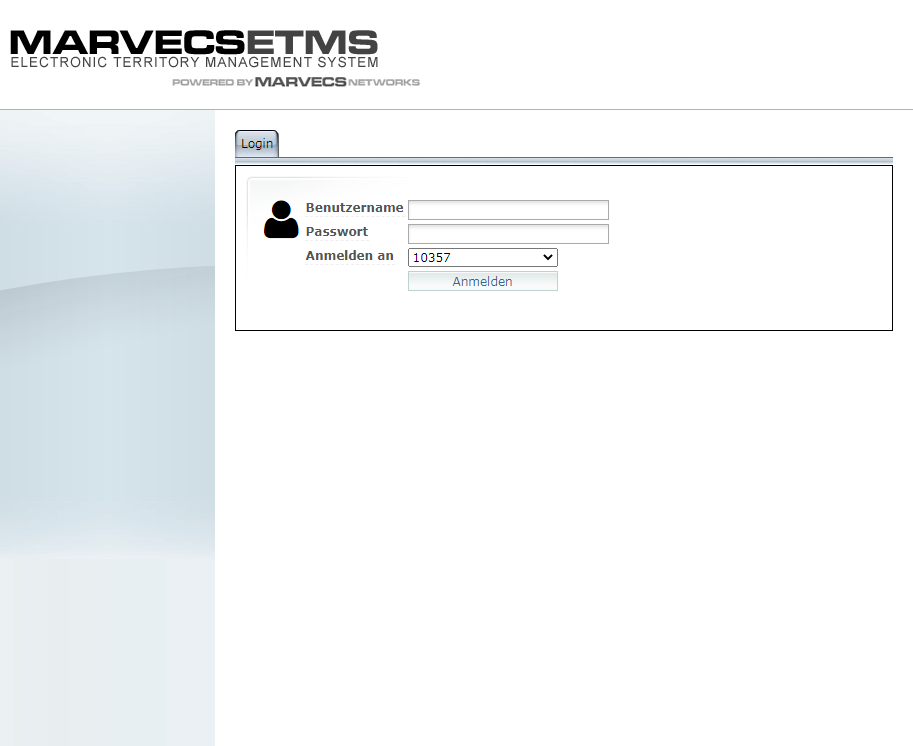 MARVECSETMS
ELECTRONIC TERRITORY MANAGEMENT SYSTEM
POWERED BY MARVECS NETWORKS
Login
Benutzername
Passwort
Anmelden an 10357
Anmelden